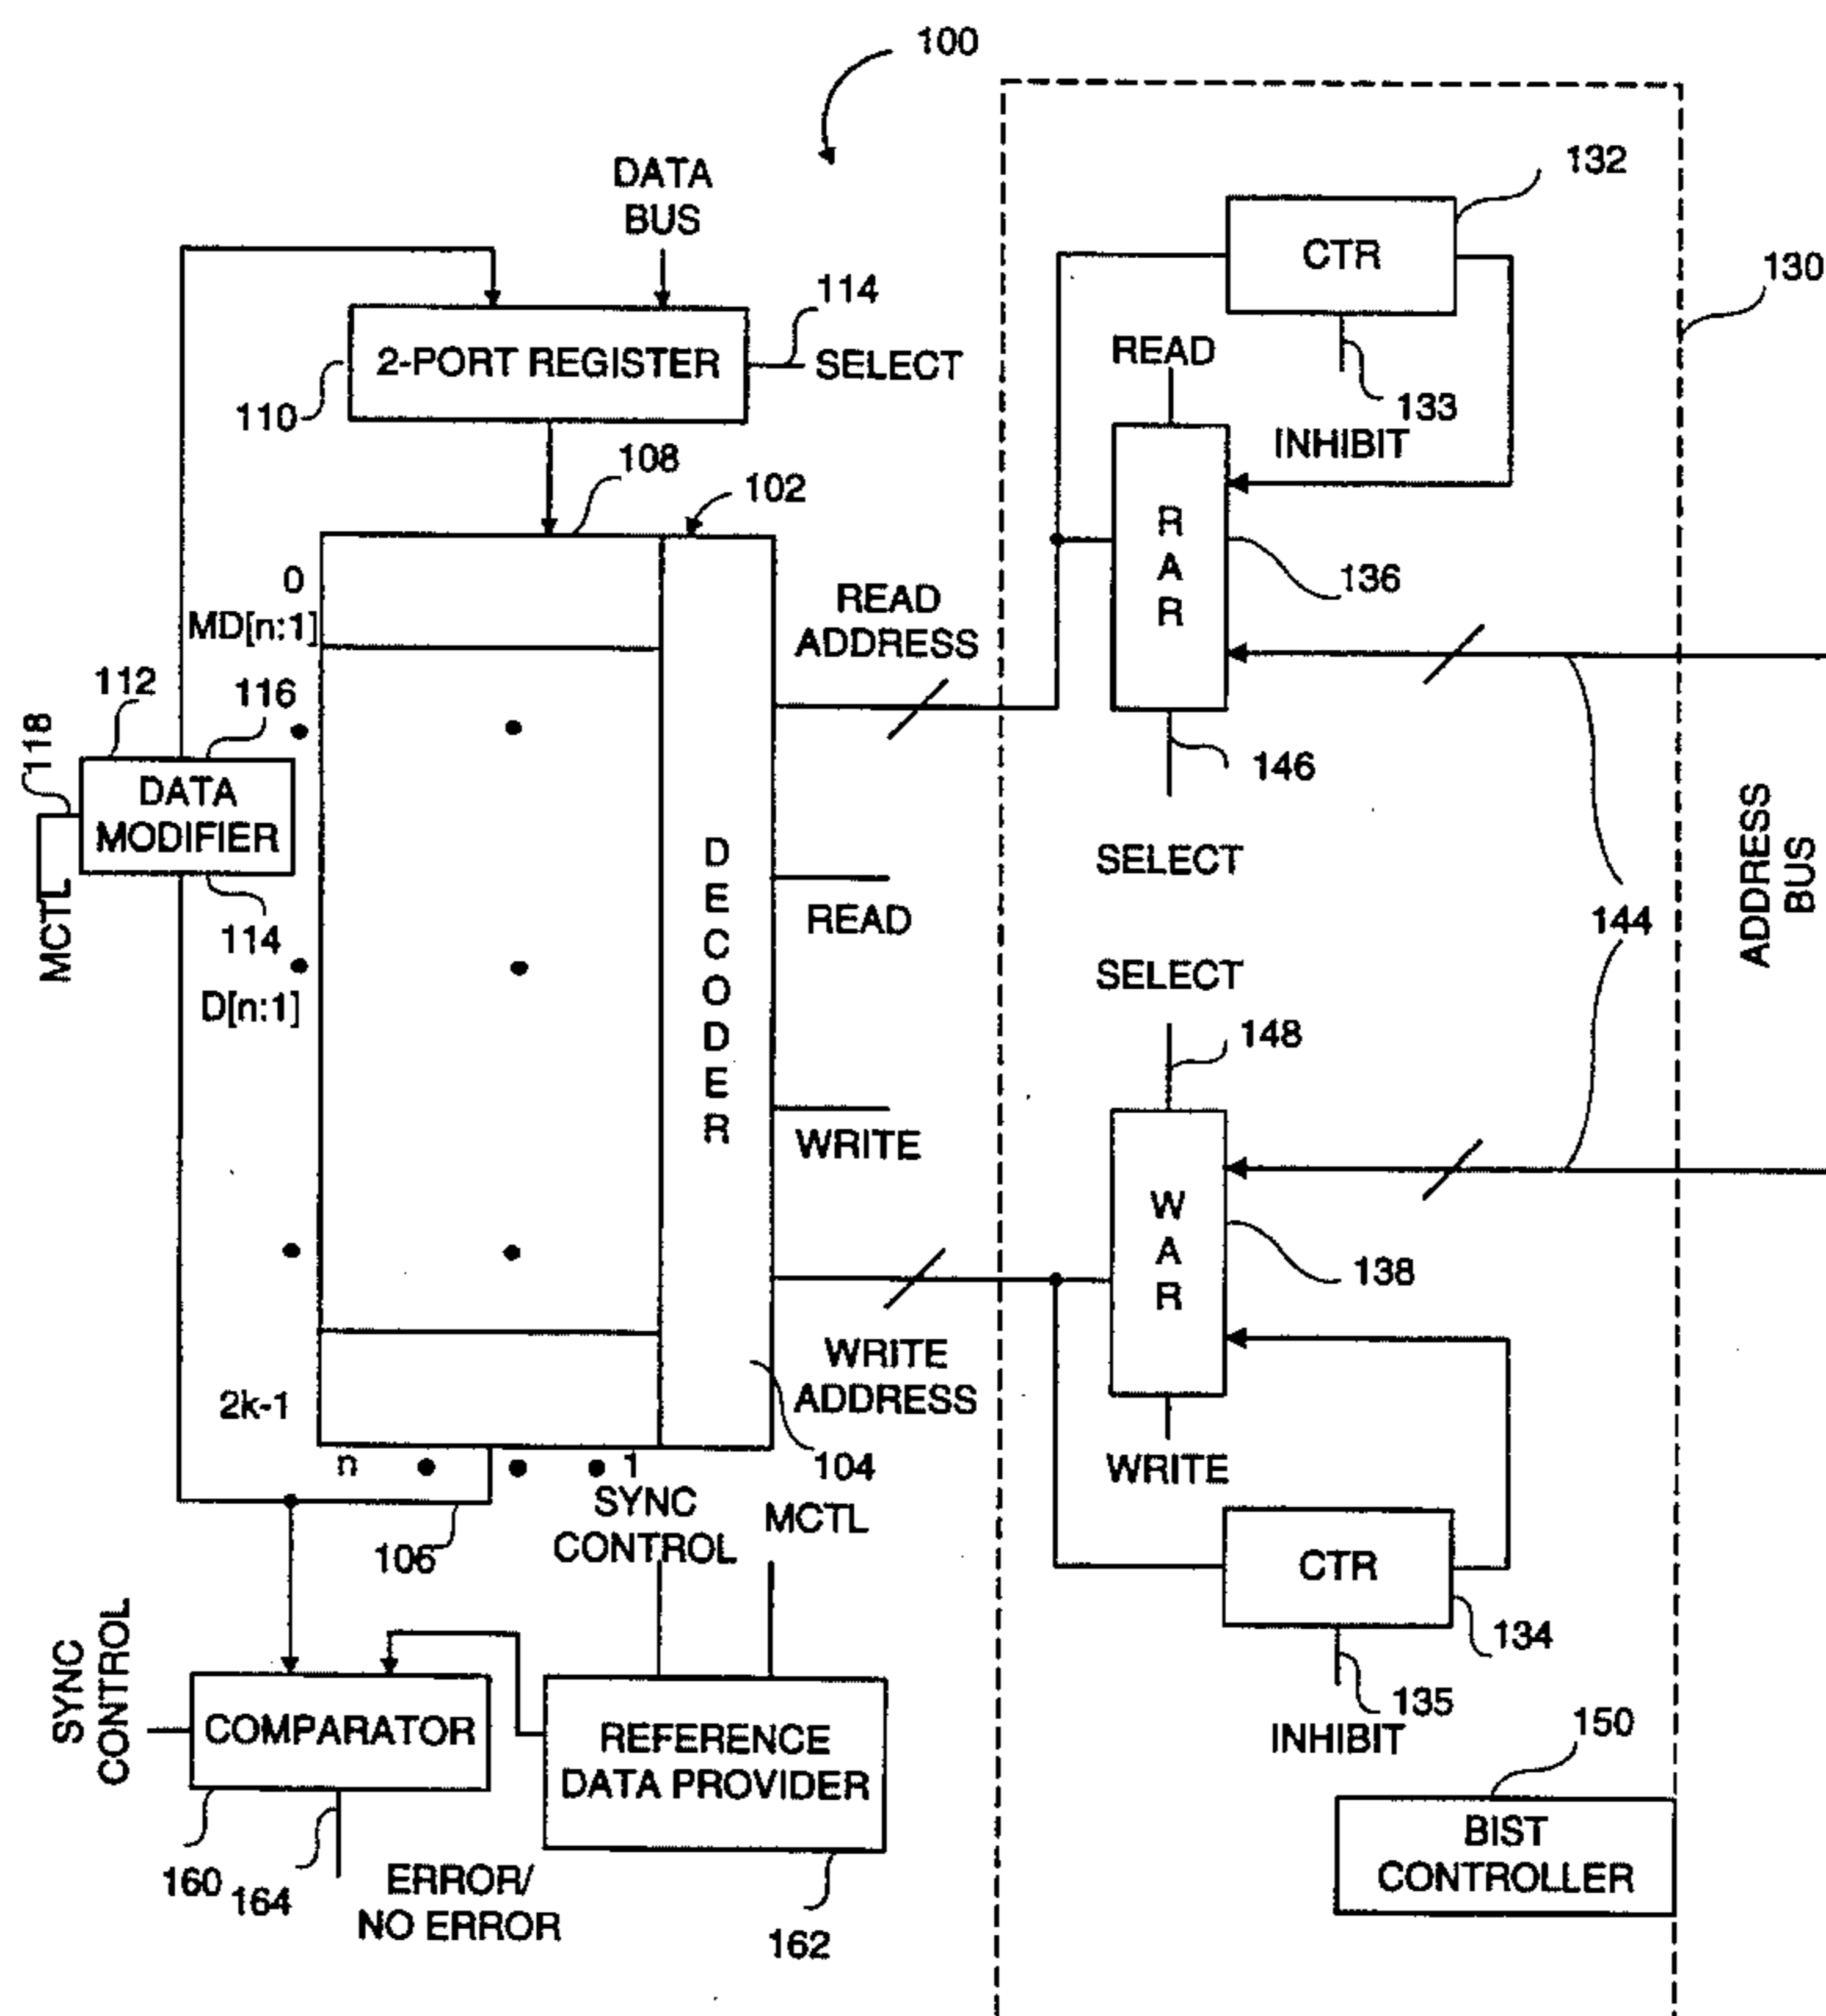 100
DATA
BUS
132
CTR
130
114
2-PORT REGISTER
SELECT
READ
133
110
INHIBIT
108
102
R
A
R
136
0
MD[n:1]
READ
ADDRESS
112
116
118
146
DATA
MODIFIER
MCTL
114
D[n:1]
D
E
C
O
D
E
R
READ
SELECT
ADDRESS
BUS
144
SELECT
148
WRITE
W
A
R
138
WRITE
ADDRESS
2k-1
n
1
104
WRITE
SYNC
CONTROL
MCTL
106
CTR
134
SYNC
CONTROL
COMPARATOR
REFERENCE
DATA PROVIDER
135
INHIBIT
150
BIST
CONTROLLER
160
164
ERROR/
NO ERROR
162